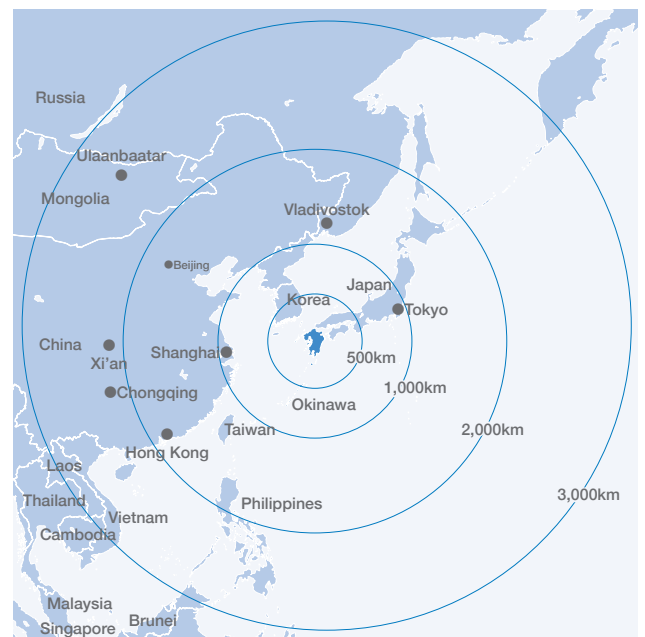 Russia
Ulaanbaatar
Mongolia
Vladivostok
Beijing
Japan
Korea
Tokyo
China
Xi’an
Shanghai
500km
1,000km
Chongqing
Okinawa
Taiwan
2,000km
Hong Kong
Laos
3,000km
Thailand
Philippines
Vietnam
Cambodia
Malaysia
Brunei
Singapore